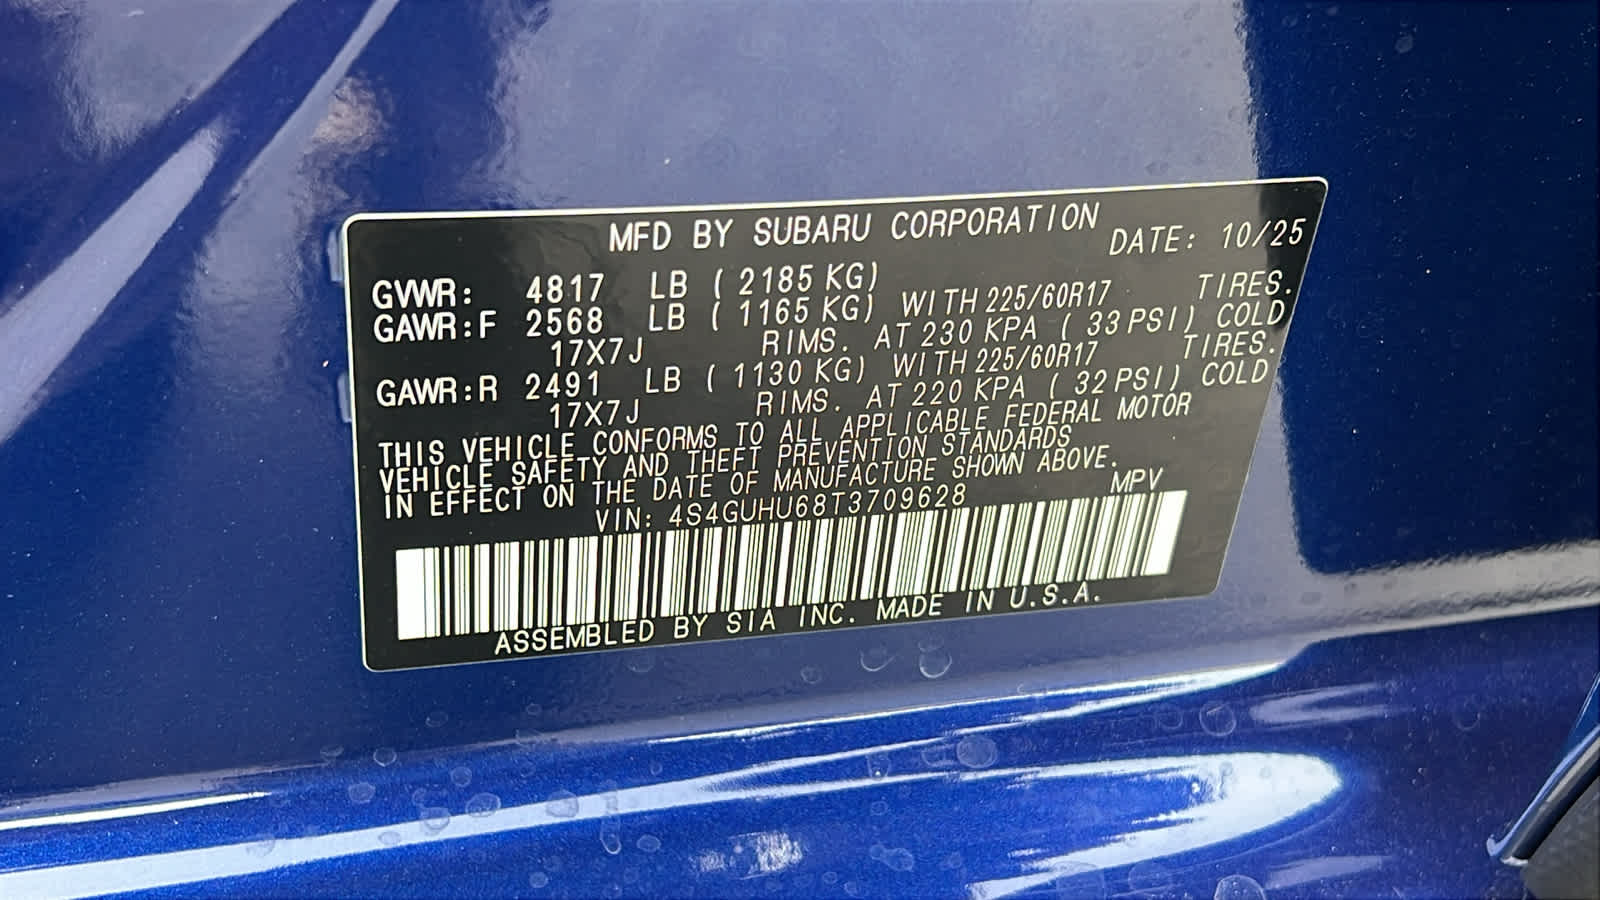 MFD BY SUBARU CORPORATION DATE: 10/25
GVWR: 4817 LB ( 2185 KG)
GAWR:F 2568 LB ( 1165 KG) WITH 225/60R17 TIRES.
17X7J RIMS. AT 230 KPA ( 33 PSI) COLD
GAWR:R 2491 LB ( 1130 KG) WITH 225/60R17 TIRES.
17X7J RIMS. AT 220 KPA ( 32 PSI) COLD
THIS VEHICLE CONFORMS TO ALL APPLICABLE FEDERAL MOTOR
VEHICLE SAFETY AND THEFT PREVENTION STANDARDS
IN EFFECT ON THE DATE OF MANUFACTURE SHOWN ABOVE.
VIN: 4S4GUHU68T3709628 MPV
ASSEMBLED BY SIA INC. MADE IN U.S.A.